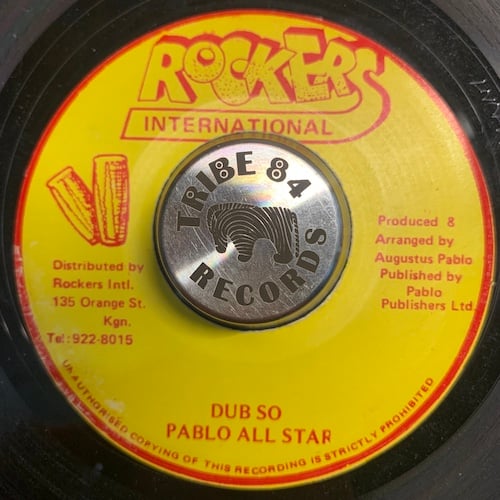 ROCKERS
INTERNATIONAL
TRIBE 84
RECORDS
Distributed by
Rockers Intl.
135 Orange St.
Kgn.
Tel:922-8015
Produced &
Arranged by
Augustus Pablo
Published by
Pablo
Publishers Ltd
DUB SO
PABLO ALL STAR
UNAUTHORISED COPYING OF THIS RECORDING IS STRICTLY PROHIBITED